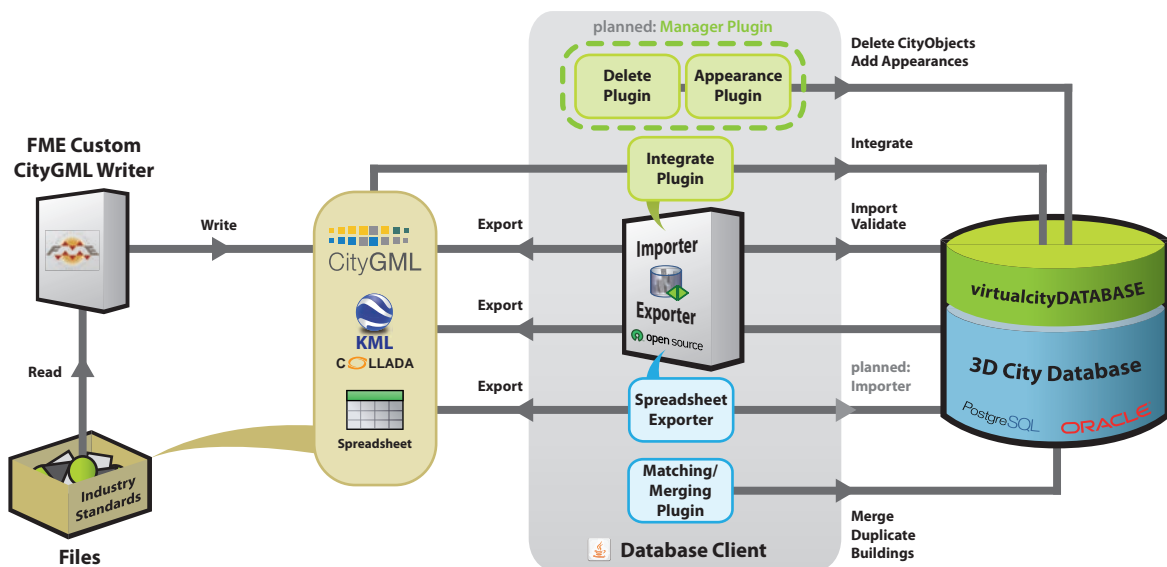 planned: Manager Plugin
Delete
Plugin
Appearance
Plugin
Delete CityObjects
Add Appearances
FME Custom
CityGML Writer
Integrate
Plugin
Integrate
Write
Export
Import
Validate
CityGML
Importer
Exporter
open source
FME
virtualcityDATABASE
Export
KML
COLLADA
Read
Export
planned:
Importer
3D City Database
PostgreSQL
ORACLE
Spreadsheet
Spreadsheet
Exporter
Industry
Standards
Files
Matching/
Merging
Plugin
Merge
Duplicate
Buildings
Database Client